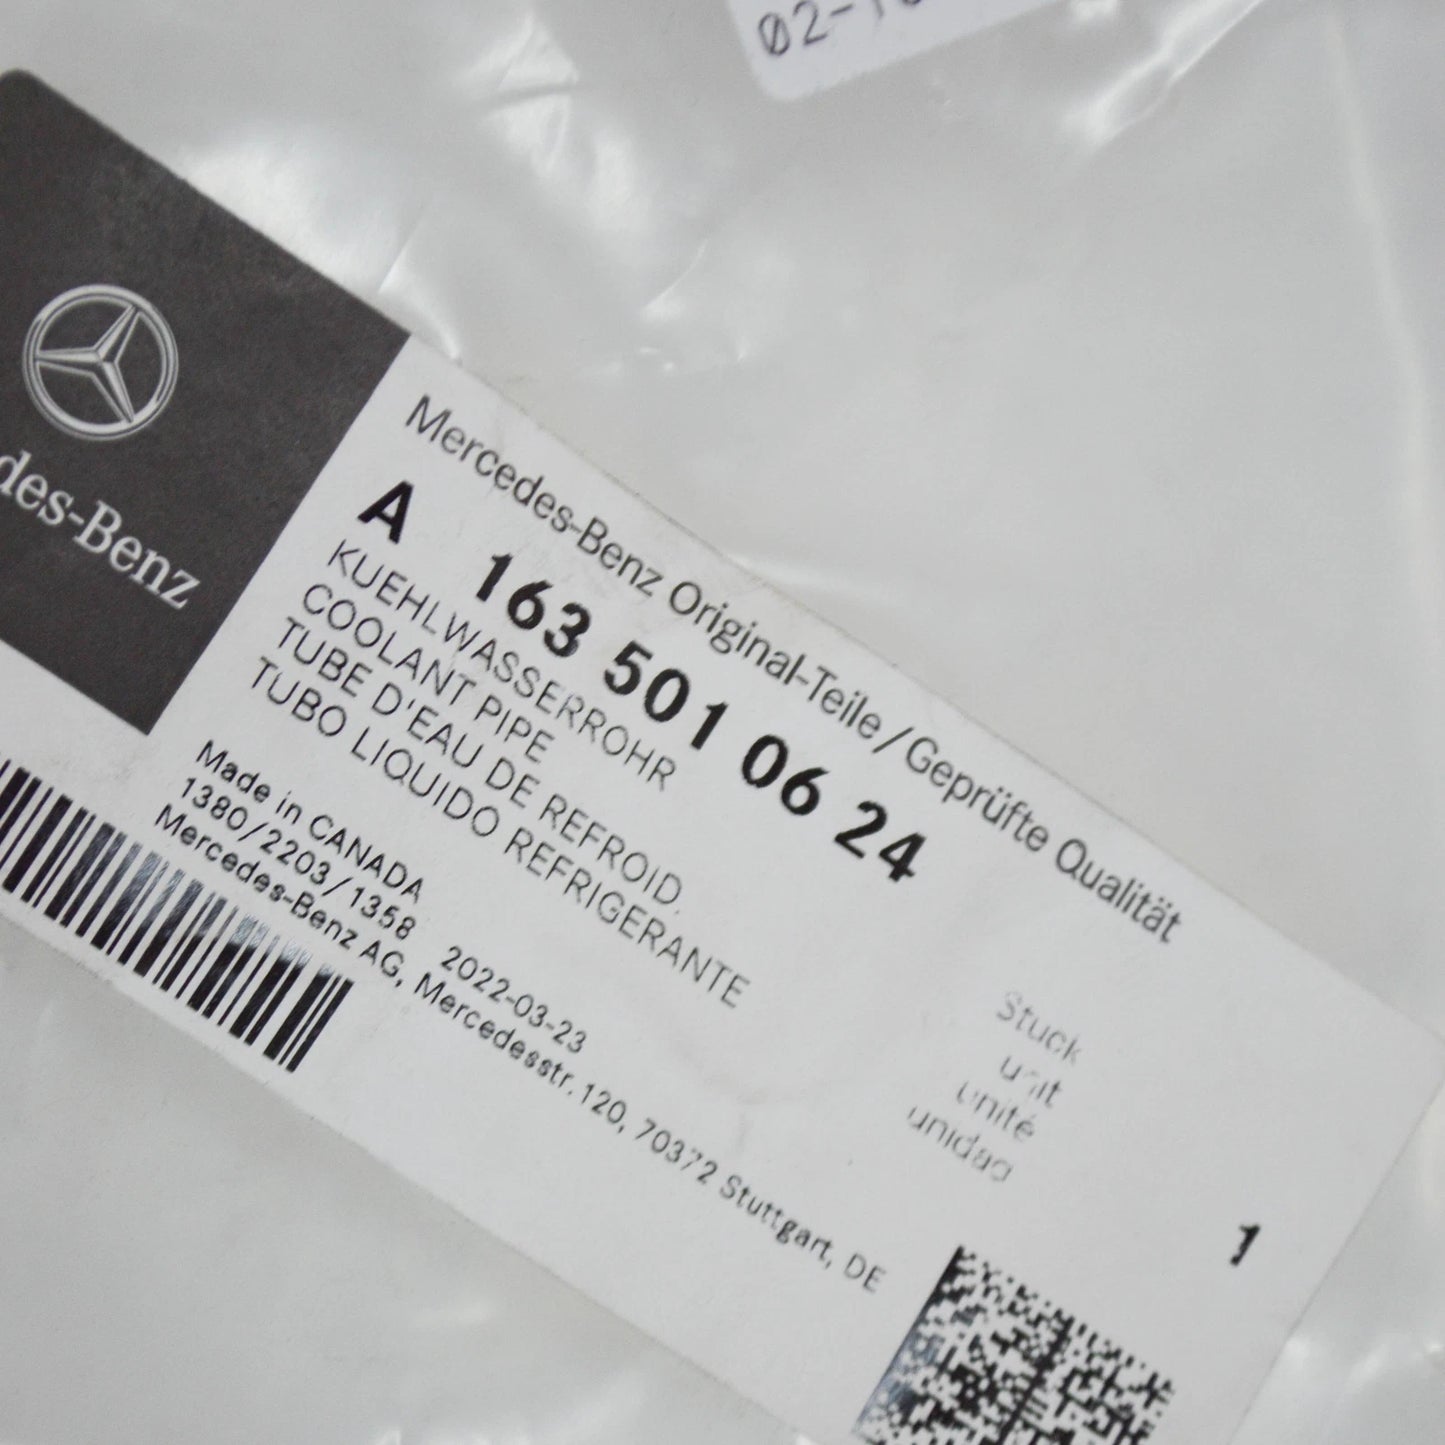 02-
des-Benz
Mercedes-Benz Original-Teile / Geprüfte Qualität
A 163 501 06 24
KUEHLWASSERROHR
COOLANT PIPE
TUBE D'EAU DE REFROID.
TUBO LIQUIDO REFRIGERANTE
Made in CANADA
1380/2203/1358 2022-03-23
Mercedes-Benz AG, Mercedesstr. 120, 70372 Stuttgart, DE
Stuck
unit
unité
unidad
1